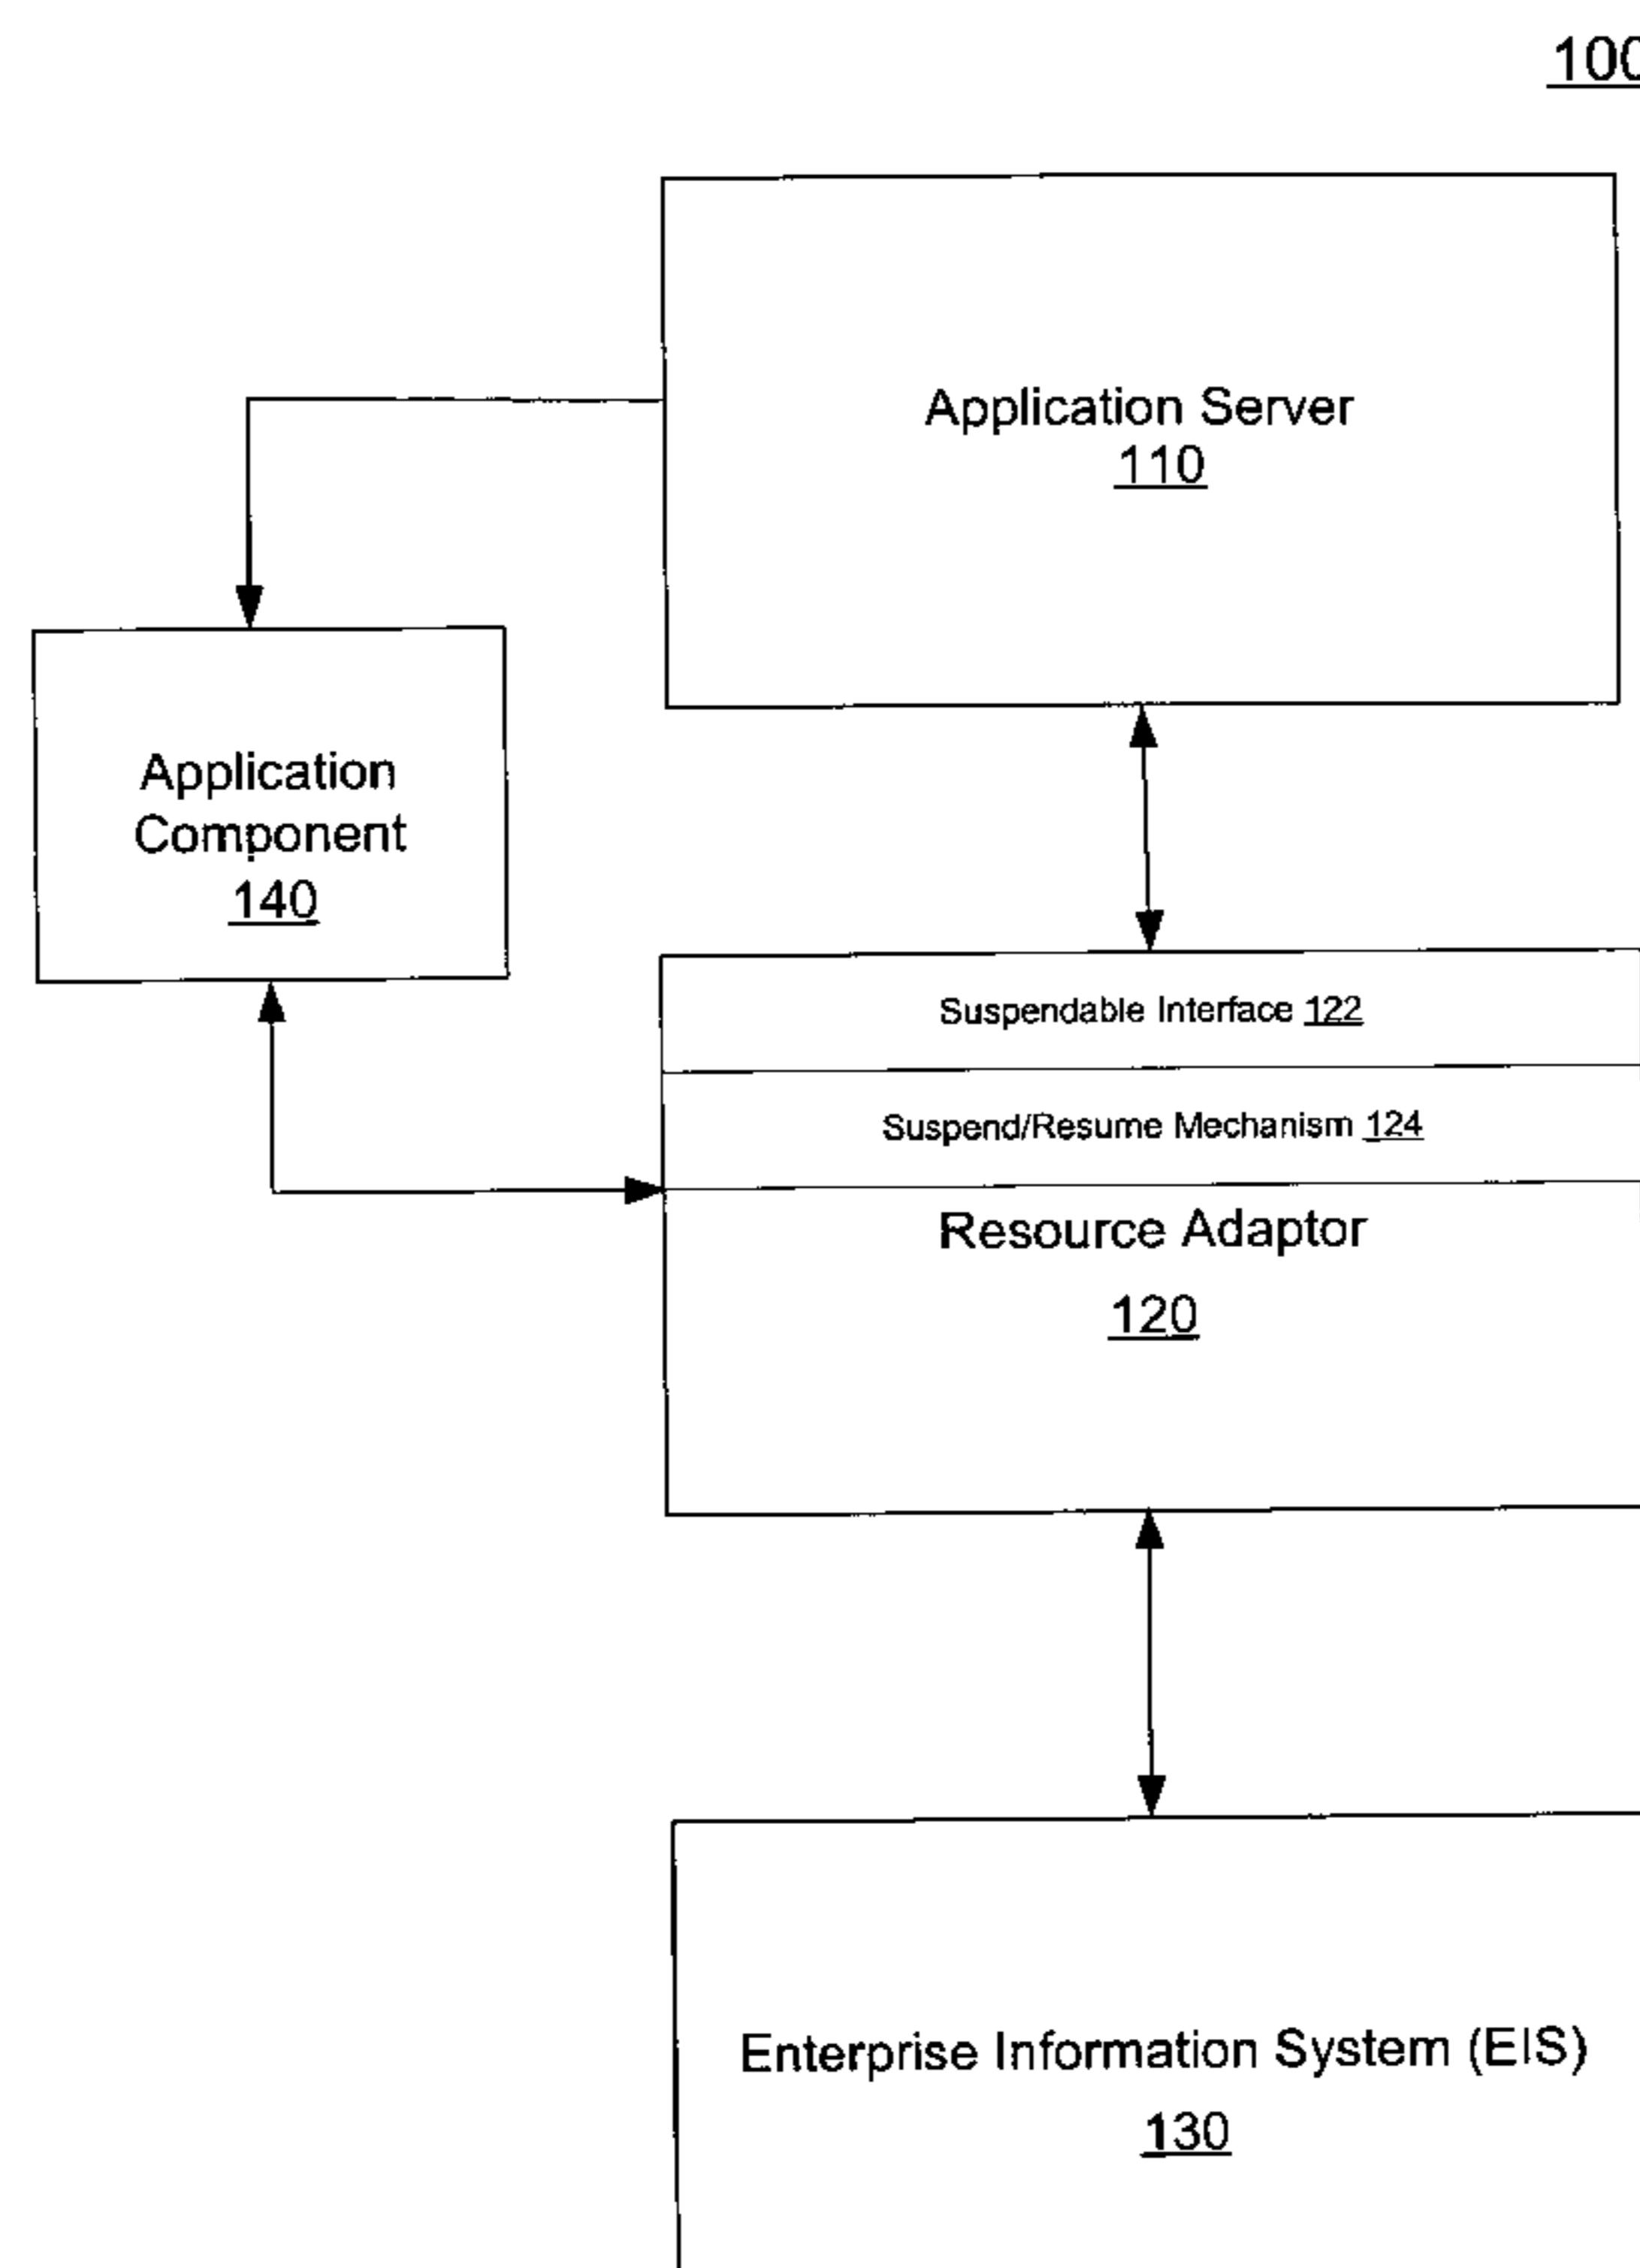 100
Application Server
110
Application
Component
140
Suspendable Interface 122
Suspend/Resume Mechanism 124
Resource Adaptor
120
Enterprise Information System (EIS)
130